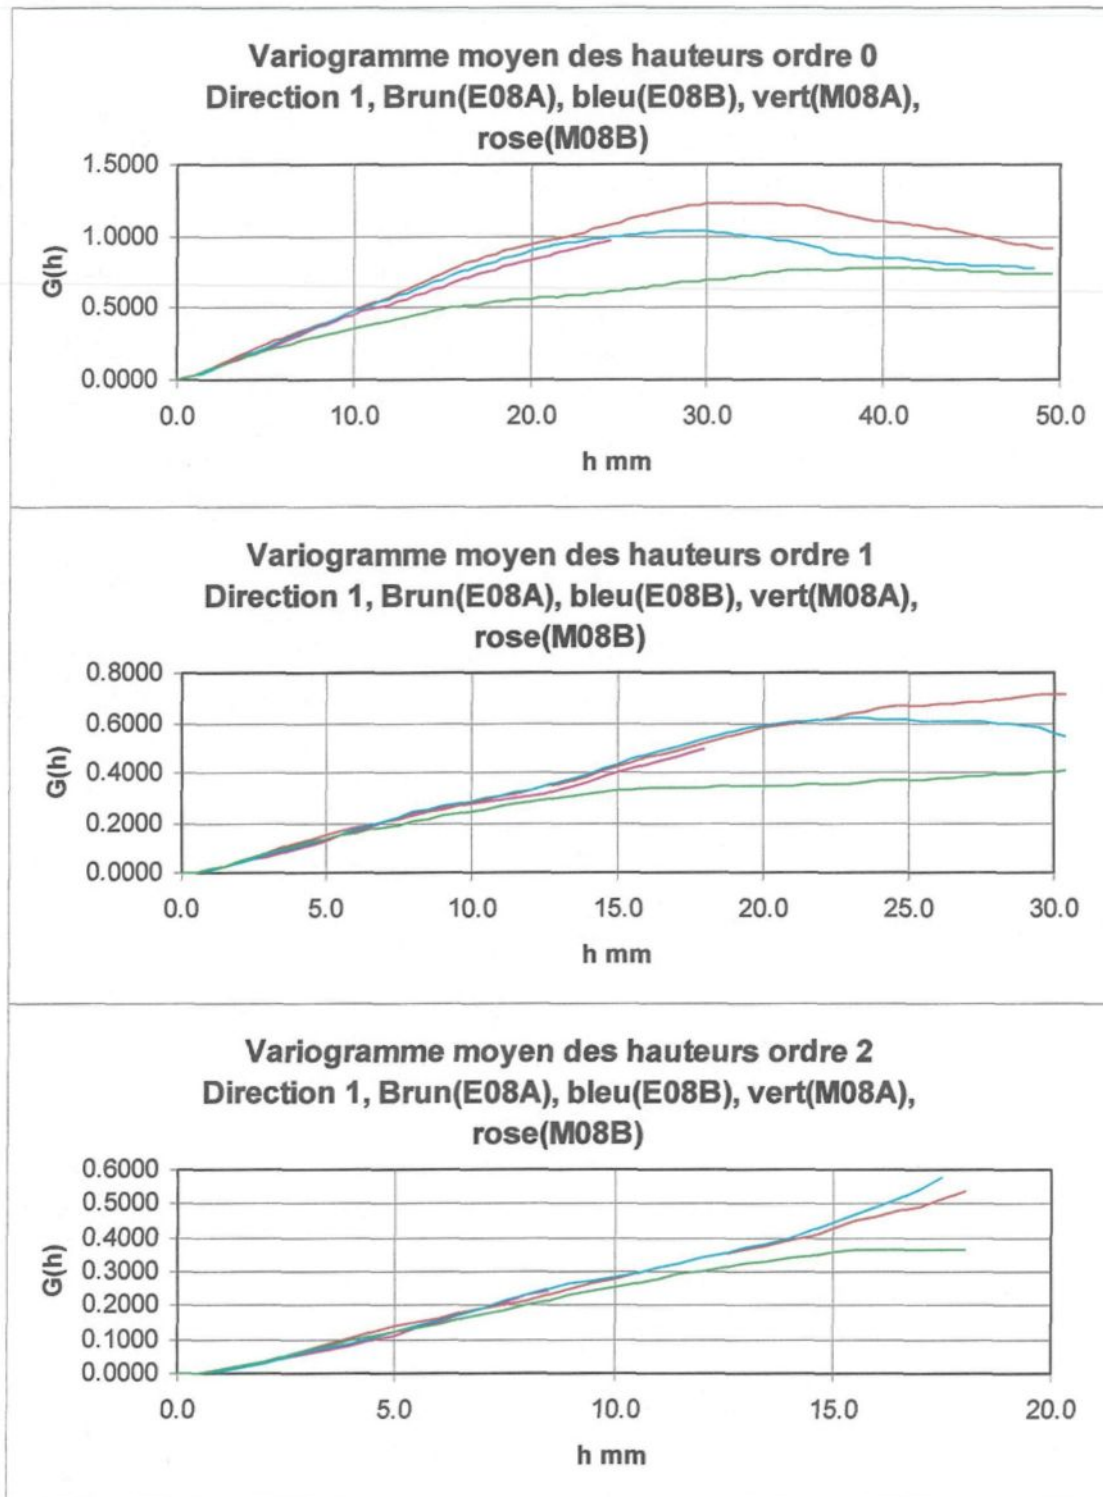 Variogramme moyen des hauteurs ordre 0
Direction 1, Brun(E08A), bleu(E08B), vert(M08A),
rose(M08B)
1.5000
1.0000
0.5000
0.0000
G(h)
0.0 10.0 20.0 30.0 40.0 50.0
h mm
Variogramme moyen des hauteurs ordre 1
Direction 1, Brun(E08A), bleu(E08B), vert(M08A),
rose(M08B)
0.8000
0.6000
0.4000
0.2000
0.0000
G(h)
0.0 5.0 10.0 15.0 20.0 25.0 30.0
h mm
Variogramme moyen des hauteurs ordre 2
Direction 1, Brun(E08A), bleu(E08B), vert(M08A),
rose(M08B)
0.6000
0.5000
0.4000
0.3000
0.2000
0.1000
0.0000
G(h)
0.0 5.0 10.0 15.0 20.0
h mm